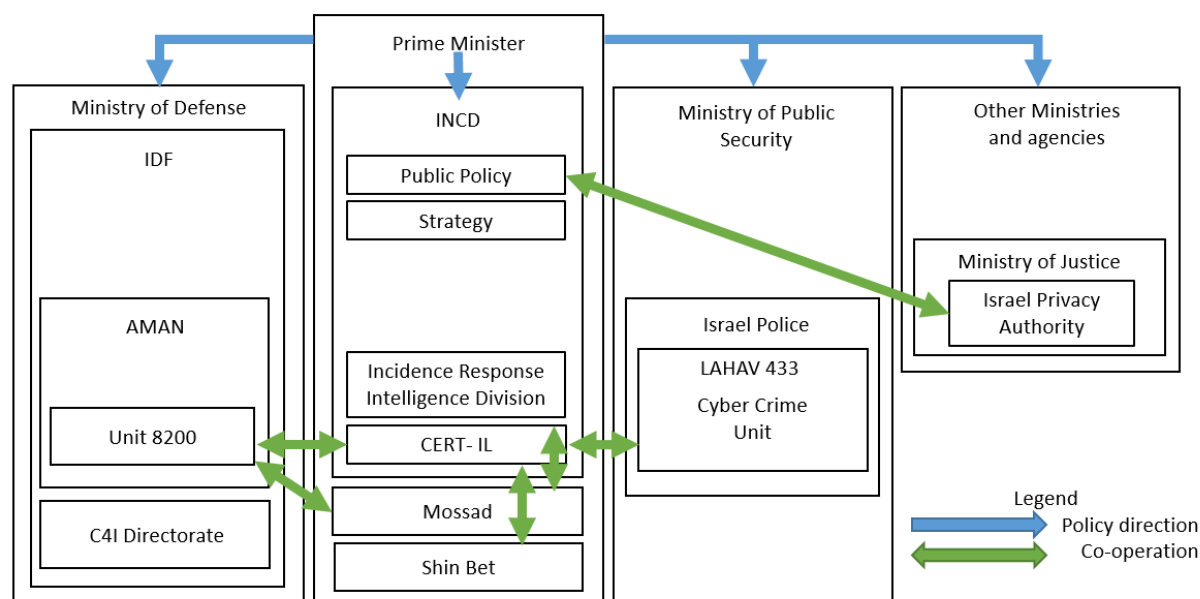 Prime Minister
Ministry of Defense
IDF
AMAN
Unit 8200
C4I Directorate
INCD
Public Policy
Strategy
Incidence Response
Intelligence Division
CERT- IL
Mossad
Shin Bet
Ministry of Public
Security
Israel Police
LAHAV 433
Cyber Crime
Unit
Other Ministries
and agencies
Ministry of Justice
Israel Privacy
Authority
Legend
Policy direction
Co-operation